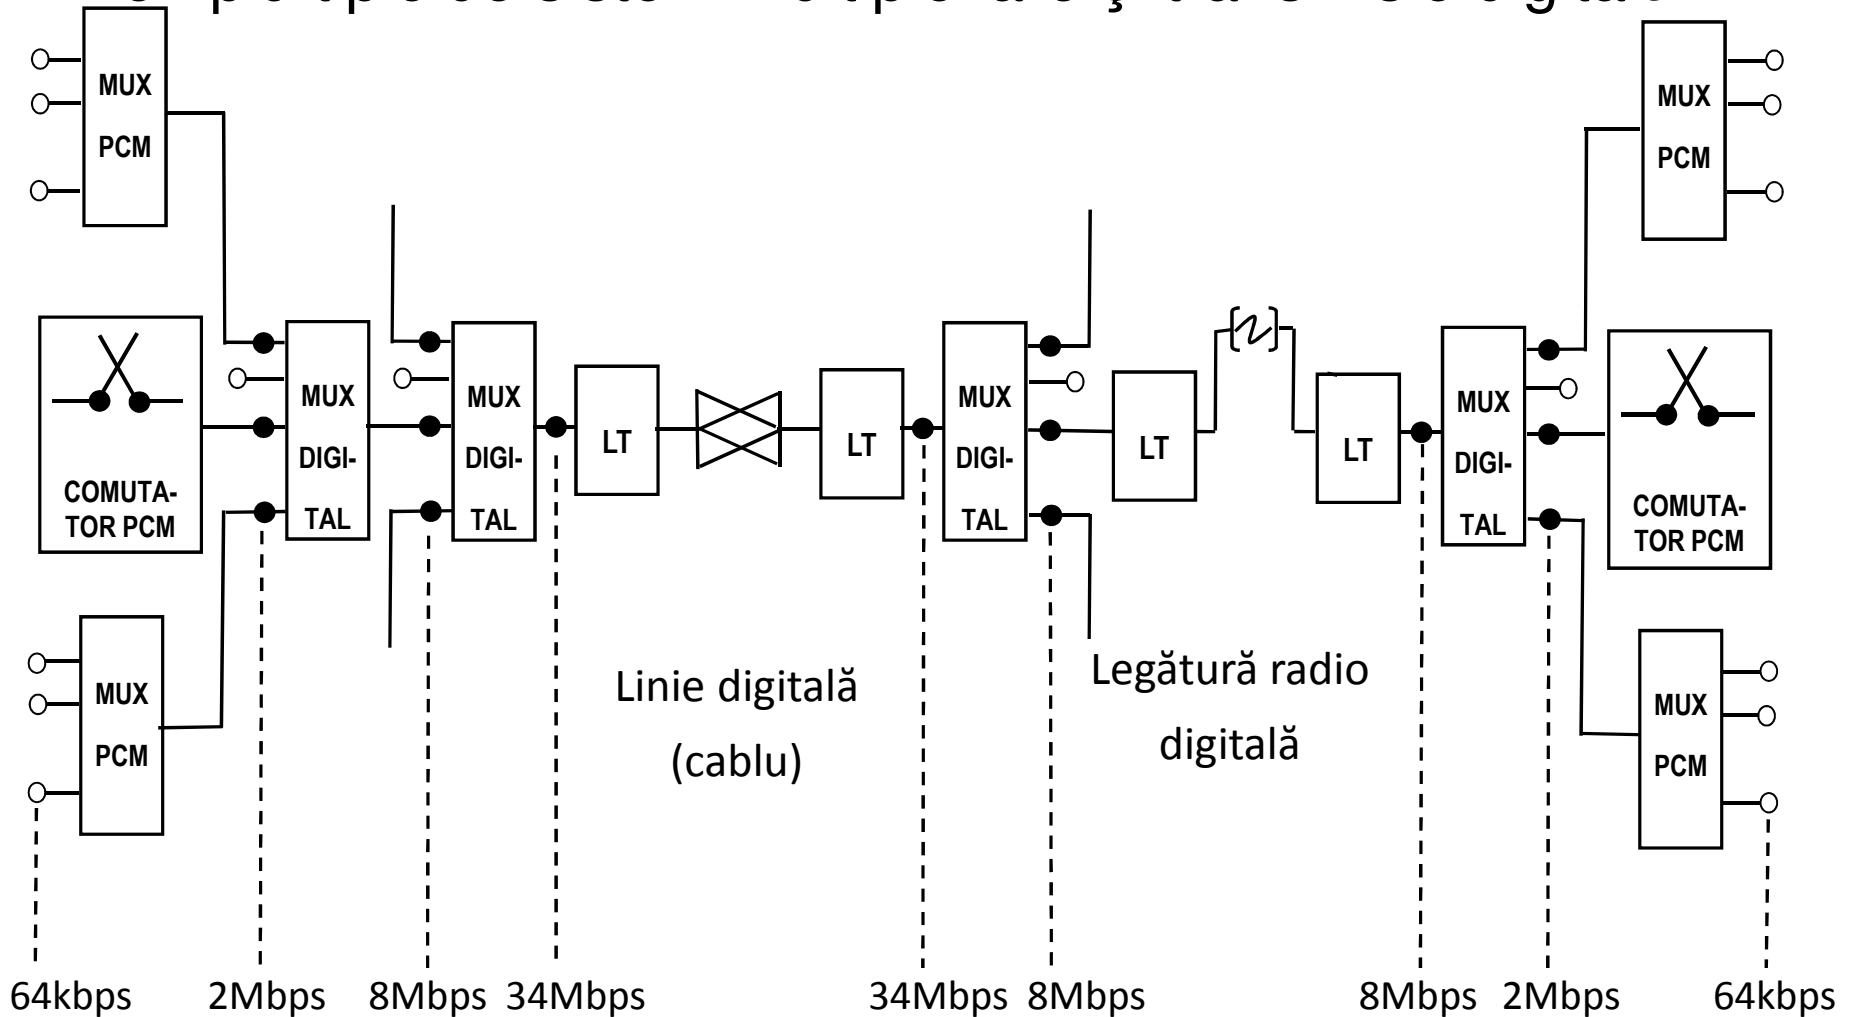 MUX
PCM
MUX
PCM
COMUTA-
TOR PCM
MUX
DIGI-
TAL
MUX
DIGI-
TAL
LT
LT
MUX
DIGI-
TAL
LT
LT
MUX
DIGI-
TAL
COMUTA-
TOR PCM
MUX
PCM
Linie digitală
(cablu)
Legătură radio
digitală
MUX
PCM
64kbps 2Mbps 8Mbps 34Mbps 34Mbps 8Mbps 8Mbps 2Mbps 64kbps